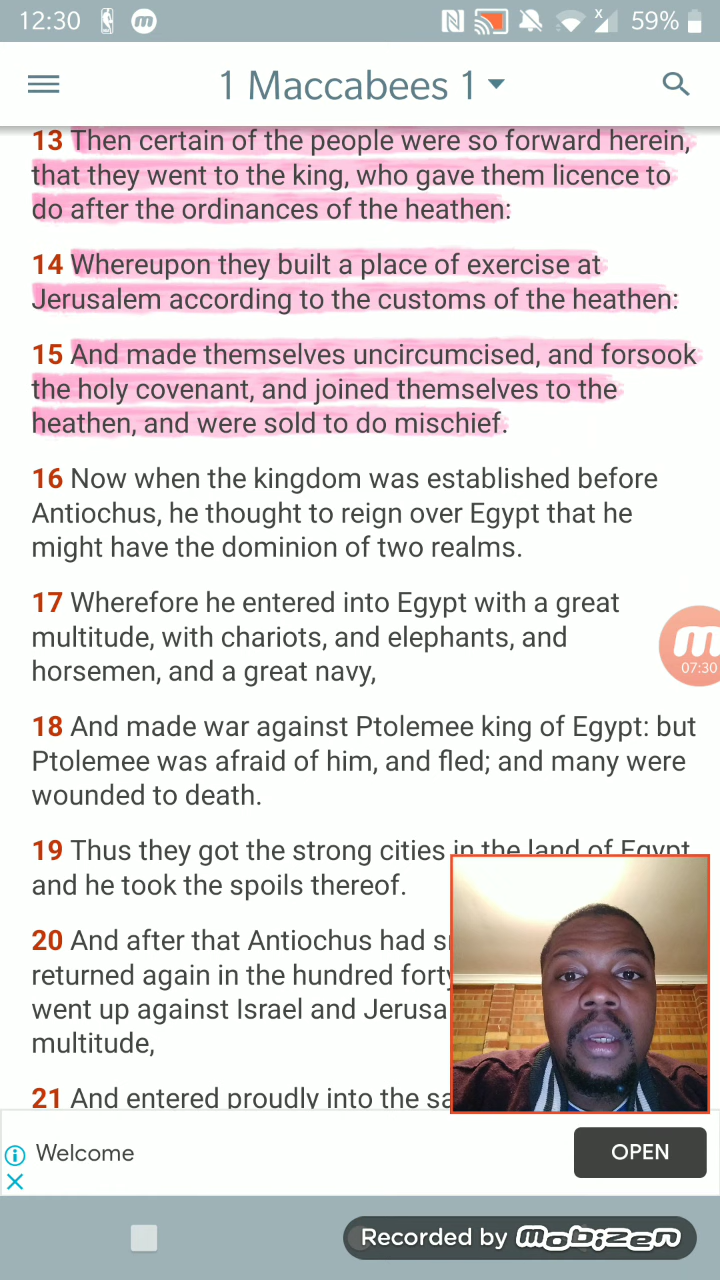 12:30
x
59%
1 Maccabees 1
13 Then certain of the people were so forward herein,
that they went to the king, who gave them licence to
do after the ordinances of the heathen:
14 Whereupon they built a place of exercise at
Jerusalem according to the customs of the heathen:
15 And made themselves uncircumcised, and forsook
the holy covenant, and joined themselves to the
heathen, and were sold to do mischief.
16 Now when the kingdom was established before
Antiochus, he thought to reign over Egypt that he
might have the dominion of two realms.
17 Wherefore he entered into Egypt with a great
multitude, with chariots, and elephants, and
horsemen, and a great navy,
m
07:30
18 And made war against Ptolemee king of Egypt: but
Ptolemee was afraid of him, and fled; and many were
wounded to death.
19 Thus they got the strong cities in the land of Egypt
and he took the spoils thereof.
20 And after that Antiochus had
returned again in the hundred
went up against Israel and
multitude,
21 And entered proudly into the
Welcome
OPEN
Recorded by mobizen